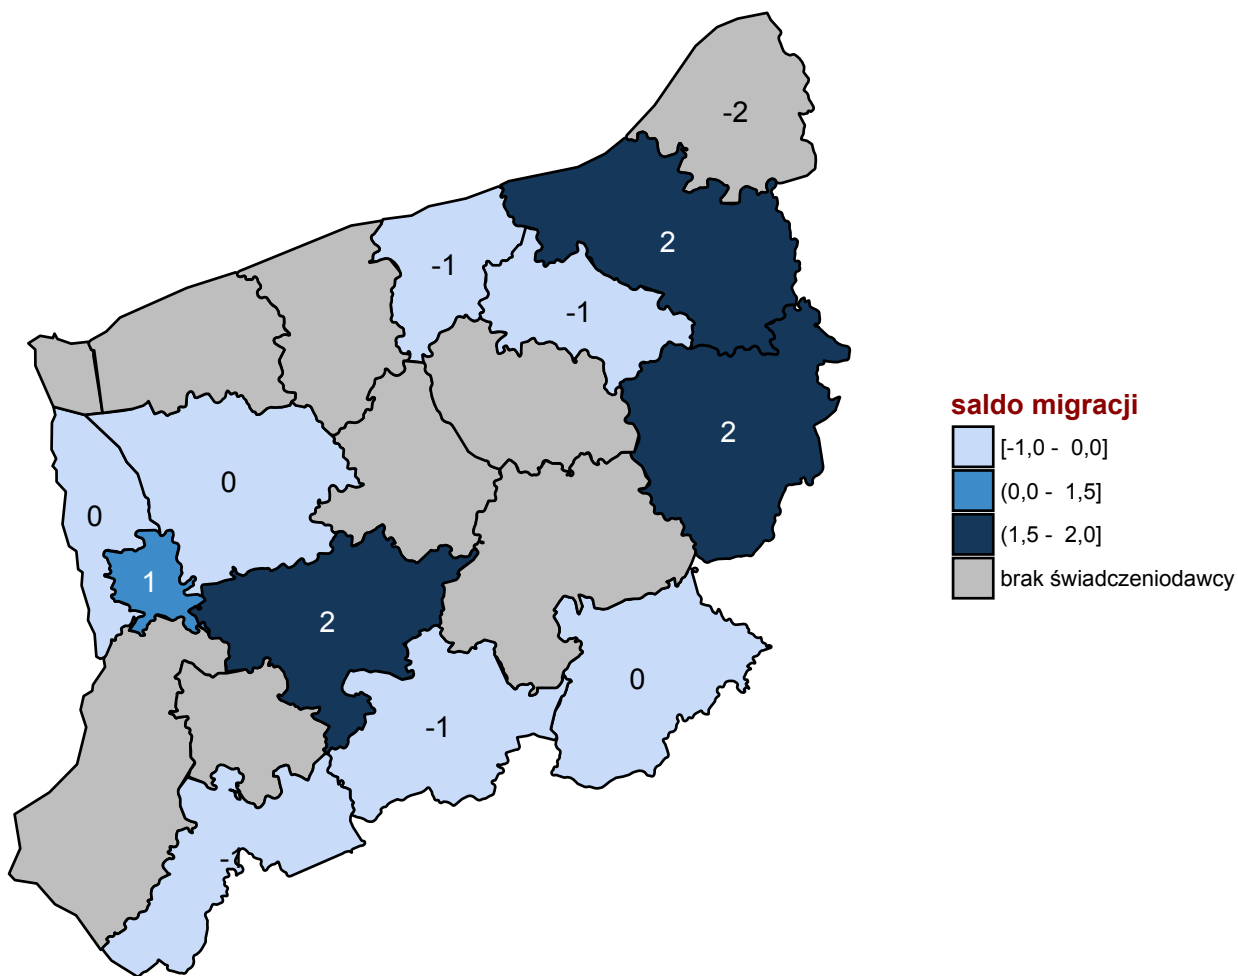 -2
2
-1
-1
2
0
0
1
2
0
-1
-
saldo migracji
[-1,0 - 0,0]
(0,0 - 1,5]
(1,5 - 2,0]
brak świadczeniodawcy